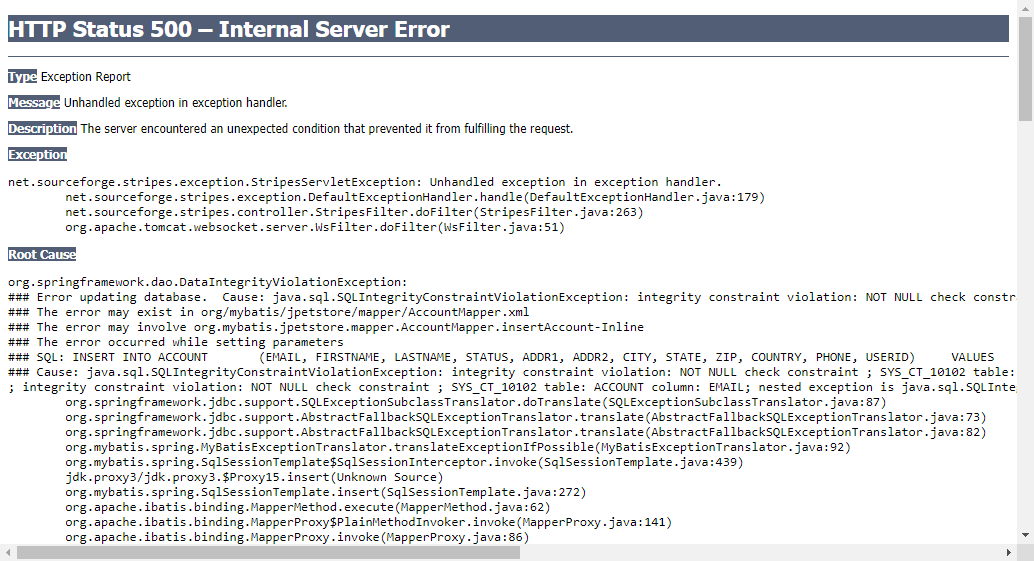 HTTP Status 500 – Internal Server Error
Type Exception Report
Message Unhandled exception in exception handler.
Description The server encountered an unexpected condition that prevented it from fulfilling the request.
Exception
net.sourceforge.stripes.exception.StripesServletException: Unhandled exception in exception handler.
net.sourceforge.stripes.exception.DefaultExceptionHandler.handle(DefaultExceptionHandler.java:179)
net.sourceforge.stripes.controller.StripesFilter.doFilter(StripesFilter.java:263)
org.apache.tomcat.websocket.server.WsFilter.doFilter(WsFilter.java:51)
Root Cause
org.springframework.dao.DataIntegrityViolationException:
### Error updating database.  Cause: java.sql.SQLIntegrityConstraintViolationException: integrity constraint violation: NOT NULL check constr
### The error may exist in org/mybatis/jpetstore/mapper/AccountMapper.xml
### The error may involve org.mybatis.jpetstore.mapper.AccountMapper.insertAccount-Inline
### The error occurred while setting parameters
### SQL: INSERT INTO ACCOUNT       (EMAIL, FIRSTNAME, LASTNAME, STATUS, ADDR1, ADDR2, CITY, STATE, ZIP, COUNTRY, PHONE, USERID)     VALUES
### Cause: java.sql.SQLIntegrityConstraintViolationException: integrity constraint violation: NOT NULL check constraint ; SYS_CT_10102 table:
; integrity constraint violation: NOT NULL check constraint ; SYS_CT_10102 table: ACCOUNT column: EMAIL; nested exception is java.sql.SQLInteg
org.springframework.jdbc.support.SQLExceptionSubclassTranslator.doTranslate(SQLExceptionSubclassTranslator.java:87)
org.springframework.jdbc.support.AbstractFallbackSQLExceptionTranslator.translate(AbstractFallbackSQLExceptionTranslator.java:73)
org.springframework.jdbc.support.AbstractFallbackSQLExceptionTranslator.translate(AbstractFallbackSQLExceptionTranslator.java:82)
org.mybatis.spring.MyBatisExceptionTranslator.translateExceptionIfPossible(MyBatisExceptionTranslator.java:92)
org.mybatis.spring.SqlSessionTemplate$SqlSessionInterceptor.invoke(SqlSessionTemplate.java:439)
jdk.proxy3/jdk.proxy3.$Proxy15.insert(Unknown Source)
org.mybatis.spring.SqlSessionTemplate.insert(SqlSessionTemplate.java:272)
org.apache.ibatis.binding.MapperMethod.execute(MapperMethod.java:62)
org.apache.ibatis.binding.MapperProxy$PlainMethodInvoker.invoke(MapperProxy.java:141)
org.apache.ibatis.binding.MapperProxy.invoke(MapperProxy.java:86)